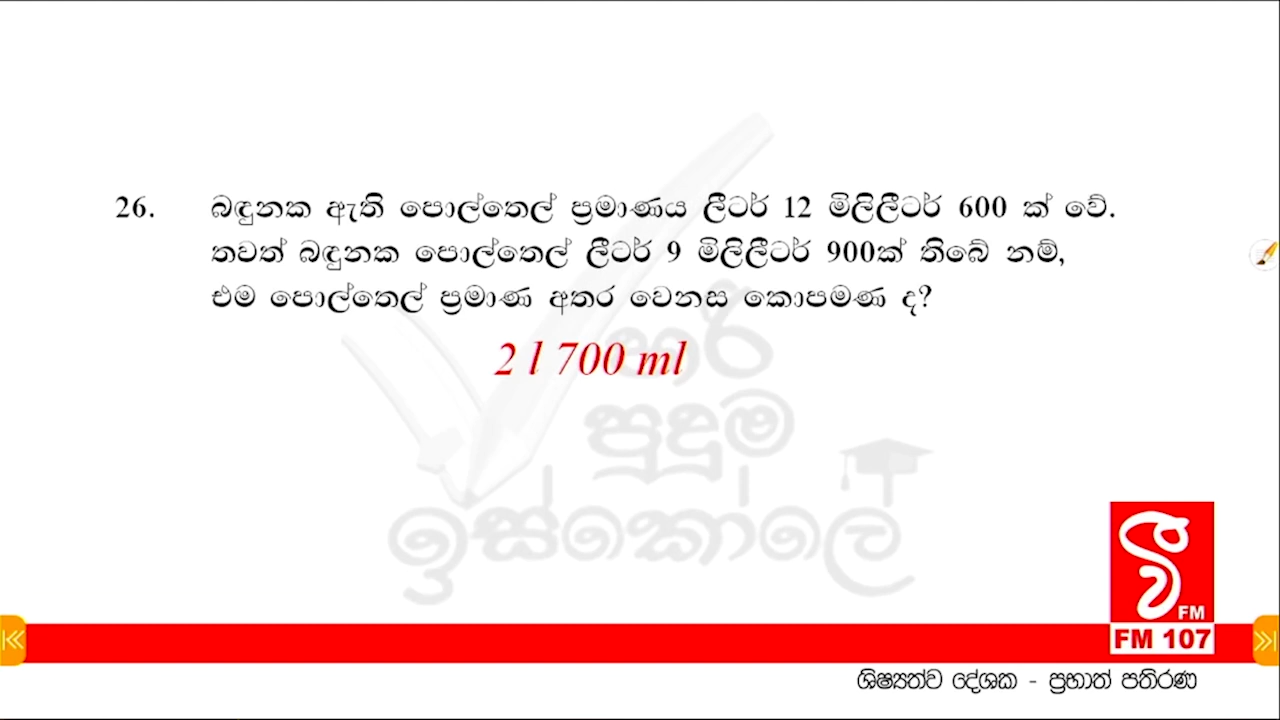 26. බඳුනක ඇති පොල්තෙල් ප්‍රමාණය ලීටර් 12 මිලිලීටර් 600 ක් වේ.
තවත් බඳුනක පොල්තෙල් ලීටර් 9 මිලිලීටර් 900ක් තිබේ නම්,
එම පොල්තෙල් ප්‍රමාණ අතර වෙනස කොපමණ ද?
2 l 700 ml
හරි
පුදුම
ඉස්කෝලේ
වී
FM
FM 107
ශිෂ්‍යත්ව දේශක - ප්‍රභාත් පතිරණ